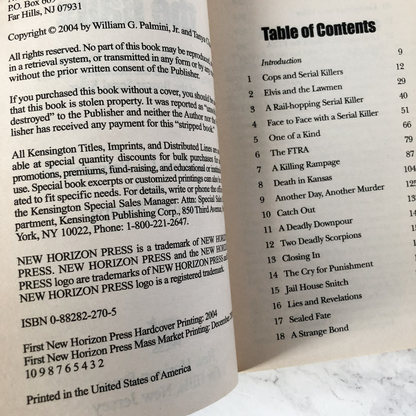 P.O. Box 
Far Hills, NJ 07931
Copyright © 2004 by William G. Palmini, Jr. and
All rights reserved. No part of this book may be reproduced,
in a retrieval system, or transmitted in any form or by any
without the prior written consent of the Publisher.
If you purchased this book without a cover, you should be
that this book is stolen property. It was reported as
destroyed" to the Publisher and neither the Author nor the
lisher has received any payment for this "stripped book."
All Kensington Titles, Imprints, and Distributed Lines
able at special quantity discounts for bulk purchases for
promotions, premiums, fund-raising, and educational or
use. Special book excerpts or customized printings can also be
ated to fit specific needs. For details, write or phone the
the Kensington Special Sales Manager: Attn: Special Sales
partment, Kensington Publishing Corp., 850 Third Avenue,
York, NY 10022, Phone: 1-800-221-2647.
NEW HORIZON PRESS is a trademark of NEW HORIZON
PRESS. NEW HORIZON PRESS and the NEW HORIZON
PRESS logo are trademarks of NEW HORIZON PRESS and
NEW HORIZON PRESS logo is a registered trademark.
ISBN 0-88282-270-5
First New Horizon Press Hardcover Printing: 2004
First New Horizon Press Mass Market Printing:
10 9 8 7 6 5 4 3 2
Printed in the United States of America
Table of Contents
Introduction 9
1 Cops and Serial Killers 12
2 Elvis and the Lawmen 29
3 A Rail-hopping Serial Killer 40
4 Face to Face with a Serial Killer 51
5 One of a Kind 66
6 The FTRA 79
7 A Killing Rampage 87
8 Death in Kansas 104
9 Another Day, Another Murder
10 Catch Out
11 A Deadly Downpour
12 Two Deadly Scorpions
13 Closing In
14 The Cry for Punishment
15 Jail House Snitch
16 Lies and Revelations
17 Sealed Fate
18 A Strange Bond